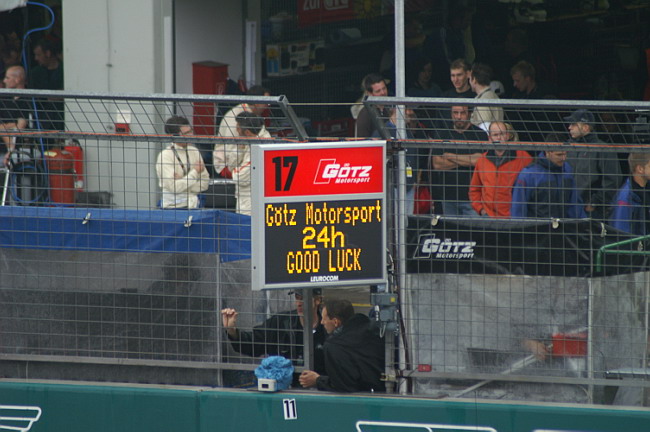 17 GÖTZ
Motorsport
Götz Motorsport
24h
GOOD LUCK
LEUROCOM
GÖTZ
Motorsport
11